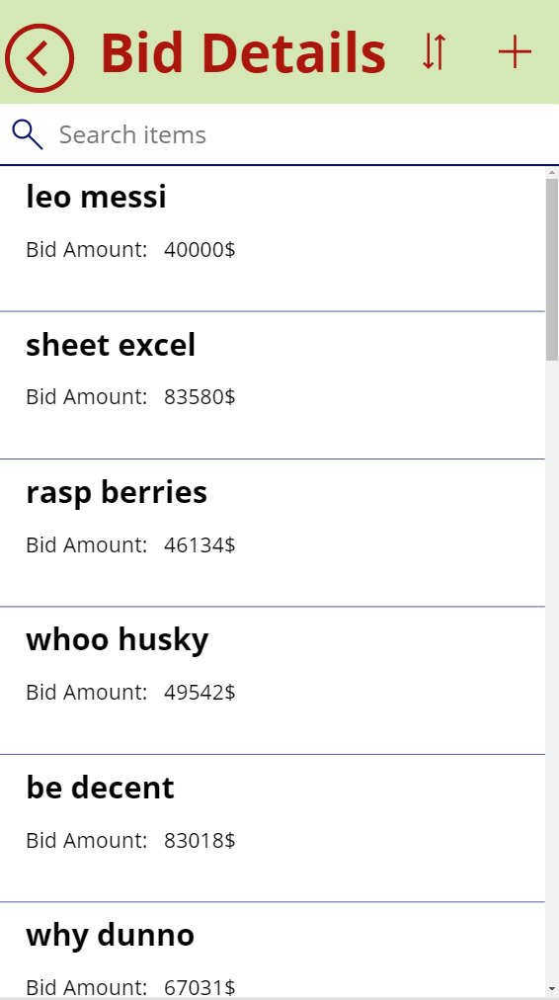 Bid Details
Search items
leo messi
Bid Amount: 40000$
sheet excel
Bid Amount: 83580$
rasp berries
Bid Amount: 46134$
whoo husky
Bid Amount: 49542$
be decent
Bid Amount: 83018$
why dunno
Bid Amount: 67031$